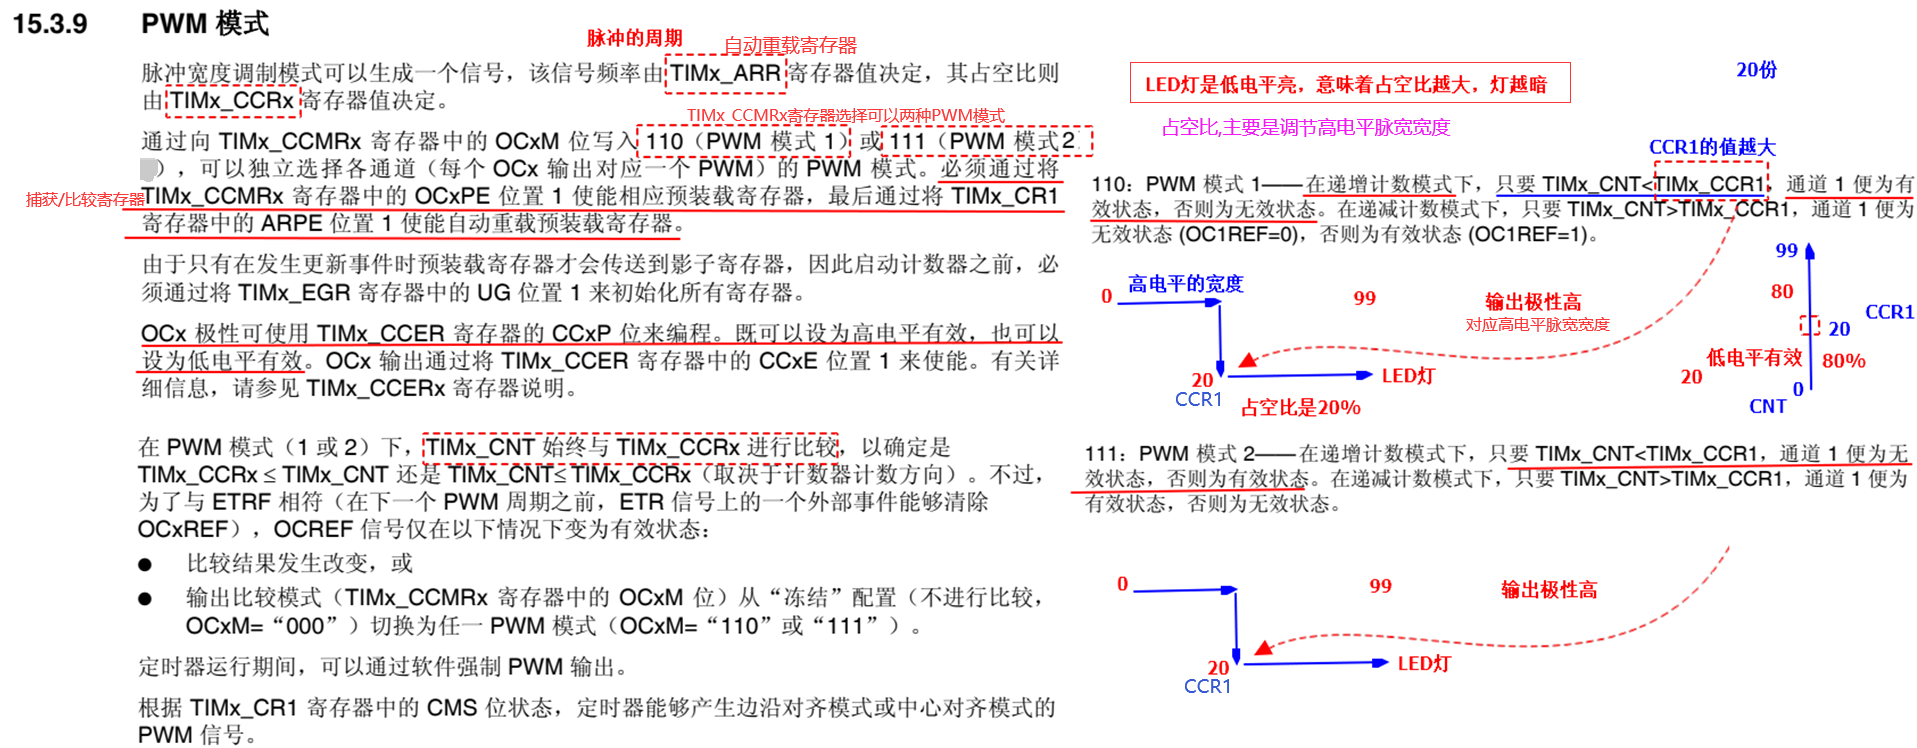 15.3.9 PWM 模式
脉冲的周期
自动重载寄存器
脉冲宽度调制模式可以生成一个信号，该信号频率由 TIMx_ARR 寄存器值决定，其占空比则
由 TIMx_CCRx 寄存器值决定。
TIMx_CCMRx寄存器选择可以两种PWM模式
通过向 TIMx_CCMRx 寄存器中的 OCxM 位写入 110（PWM 模式 1）或 111（PWM 模式2
），可以独立选择各通道（每个 OCx 输出对应一个 PWM）的 PWM 模式。必须通过将
捕获/比较寄存器
TIMx_CCMRx 寄存器中的 OCxPE 位置 1 使能相应预装载寄存器，最后通过将 TIMx_CR1
寄存器中的 ARPE 位置 1 使能自动重载预装载寄存器。
由于只有在发生更新事件时预装载寄存器才会传送到影子寄存器，因此启动计数器之前，必
须通过将 TIMx_EGR 寄存器中的 UG 位置 1 来初始化所有寄存器。
OCx 极性可使用 TIMx_CCER 寄存器的 CCxP 位来编程。既可以设为高电平有效，也可以
设为低电平有效。OCx 输出通过将 TIMx_CCER 寄存器中的 CCxE 位置 1 来使能。有关详
细信息，请参见 TIMx_CCERx 寄存器说明。
在 PWM 模式（1 或 2）下，TIMx_CNT 始终与 TIMx_CCRx 进行比较，以确定是
TIMx_CCRx ≤ TIMx_CNT 还是 TIMx_CNT≤ TIMx_CCRx（取决于计数器计数方向）。不过，
为了与 ETRF 相符（在下一个 PWM 周期之前，ETR 信号上的一个外部事件能够清除
OCxREF），OCREF 信号仅在以下情况下变为有效状态：
● 比较结果发生改变，或
● 输出比较模式（TIMx_CCMRx 寄存器中的 OCxM 位）从“冻结”配置（不进行比较，
OCxM=“000”）切换为任一 PWM 模式（OCxM=“110”或“111”）。
定时器运行期间，可以通过软件强制 PWM 输出。
根据 TIMx_CR1 寄存器中的 CMS 位状态，定时器能够产生边沿对齐模式或中心对齐模式的
PWM 信号。
20份
LED灯是低电平亮，意味着占空比越大，灯越暗
占空比,主要是调节高电平脉宽宽度
CCR1的值越大
110：PWM 模式 1——在递增计数模式下，只要 TIMx_CNT<TIMx_CCR1，通道 1 便为有
效状态，否则为无效状态。在递减计数模式下，只要 TIMx_CNT>TIMx_CCR1，通道 1 便为
无效状态 (OC1REF=0)，否则为有效状态 (OC1REF=1)。
99
高电平的宽度
0
99
输出极性高
80
CCR1
对应高电平脉宽宽度
20
低电平有效
80%
20
LED灯
20
0
CCR1
占空比是20%
CNT
111：PWM 模式 2——在递增计数模式下，只要 TIMx_CNT<TIMx_CCR1，通道 1 便为无
效状态，否则为有效状态。在递减计数模式下，只要 TIMx_CNT>TIMx_CCR1，通道 1 便为
有效状态，否则为无效状态。
0
99
输出极性高
20
LED灯
CCR1